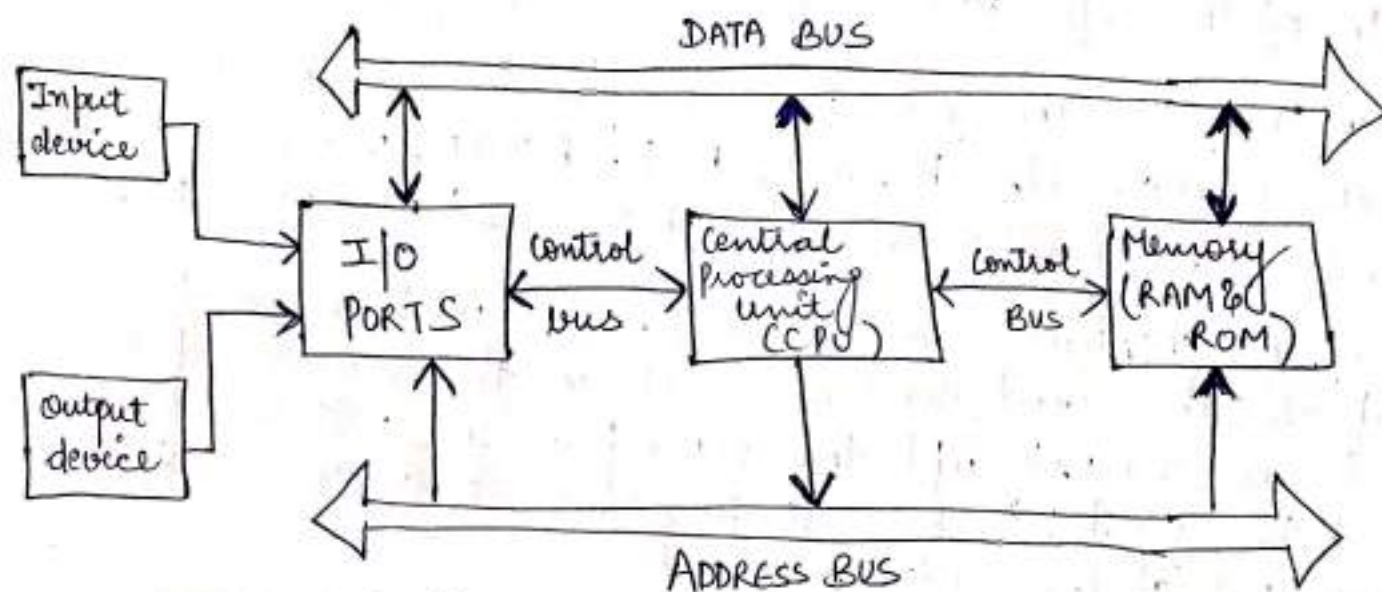 DATA BUS
Input
device
I/O
PORTS
control
bus
Central
Processing
Unit
(CPU)
control
BUS
Memory
(RAM &
ROM)
Output
device
ADDRESS BUS